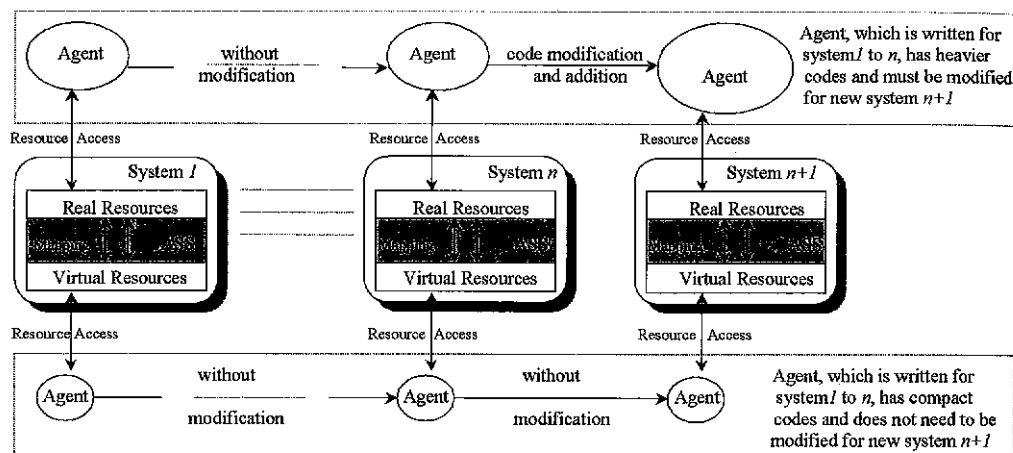 Agent
without
modification
Agent
code modification
and addition
Agent
Agent, which is written for
system1 to n, has heavier
codes and must be modified
for new system n+1
Resource Access
Resource Access
Resource Access
System 1
Real Resources
Mapping
Virtual Resources
System n
Real Resources
Mapping
Virtual Resources
System n+1
Real Resources
Mapping
Virtual Resources
Resource Access
Resource Access
Resource Access
Agent
without
modification
Agent
without
modification
Agent
Agent, which is written for
system1 to n, has compact
codes and does not need to be
modified for new system n+1